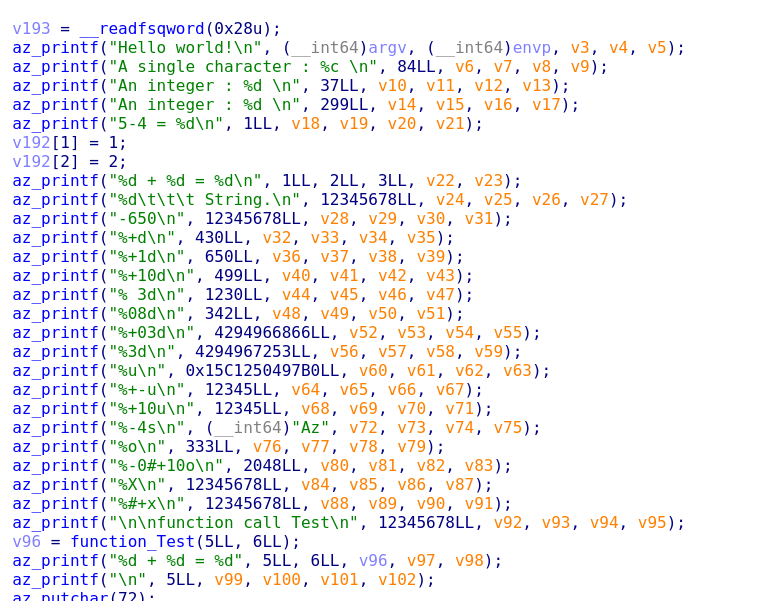 v193 = __readfsqword(0x28u);
az_printf("Hello world!\n", (__int64)argv, (__int64)envp, v3, v4, v5);
az_printf("A single character : %c \n", 84LL, v6, v7, v8, v9);
az_printf("An integer : %d \n", 37LL, v10, v11, v12, v13);
az_printf("An integer : %d \n", 299LL, v14, v15, v16, v17);
az_printf("5-4 = %d\n", 1LL, v18, v19, v20, v21);
v192[1] = 1;
v192[2] = 2;
az_printf("%d + %d = %d\n", 1LL, 2LL, 3LL, v22, v23);
az_printf("%d\t\t\t String.\n", 12345678LL, v24, v25, v26, v27);
az_printf("-650\n", 12345678LL, v28, v29, v30, v31);
az_printf("%+d\n", 430LL, v32, v33, v34, v35);
az_printf("%+1d\n", 650LL, v36, v37, v38, v39);
az_printf("%+10d\n", 499LL, v40, v41, v42, v43);
az_printf("% 3d\n", 1230LL, v44, v45, v46, v47);
az_printf("%08d\n", 342LL, v48, v49, v50, v51);
az_printf("%+03d\n", 4294966866LL, v52, v53, v54, v55);
az_printf("%3d\n", 4294967253LL, v56, v57, v58, v59);
az_printf("%u\n", 0x15C1250497B0LL, v60, v61, v62, v63);
az_printf("%+-u\n", 12345LL, v64, v65, v66, v67);
az_printf("%+10u\n", 12345LL, v68, v69, v70, v71);
az_printf("%-4s\n", (__int64)"Az", v72, v73, v74, v75);
az_printf("%o\n", 333LL, v76, v77, v78, v79);
az_printf("%-0#+10o\n", 2048LL, v80, v81, v82, v83);
az_printf("%X\n", 12345678LL, v84, v85, v86, v87);
az_printf("%#+x\n", 12345678LL, v88, v89, v90, v91);
az_printf("\n\nfunction call Test\n", 12345678LL, v92, v93, v94, v95);
v96 = function_Test(5LL, 6LL);
az_printf("%d + %d = %d", 5LL, 6LL, v96, v97, v98);
az_printf("\n", 5LL, v99, v100, v101, v102);
az_putchar(72);